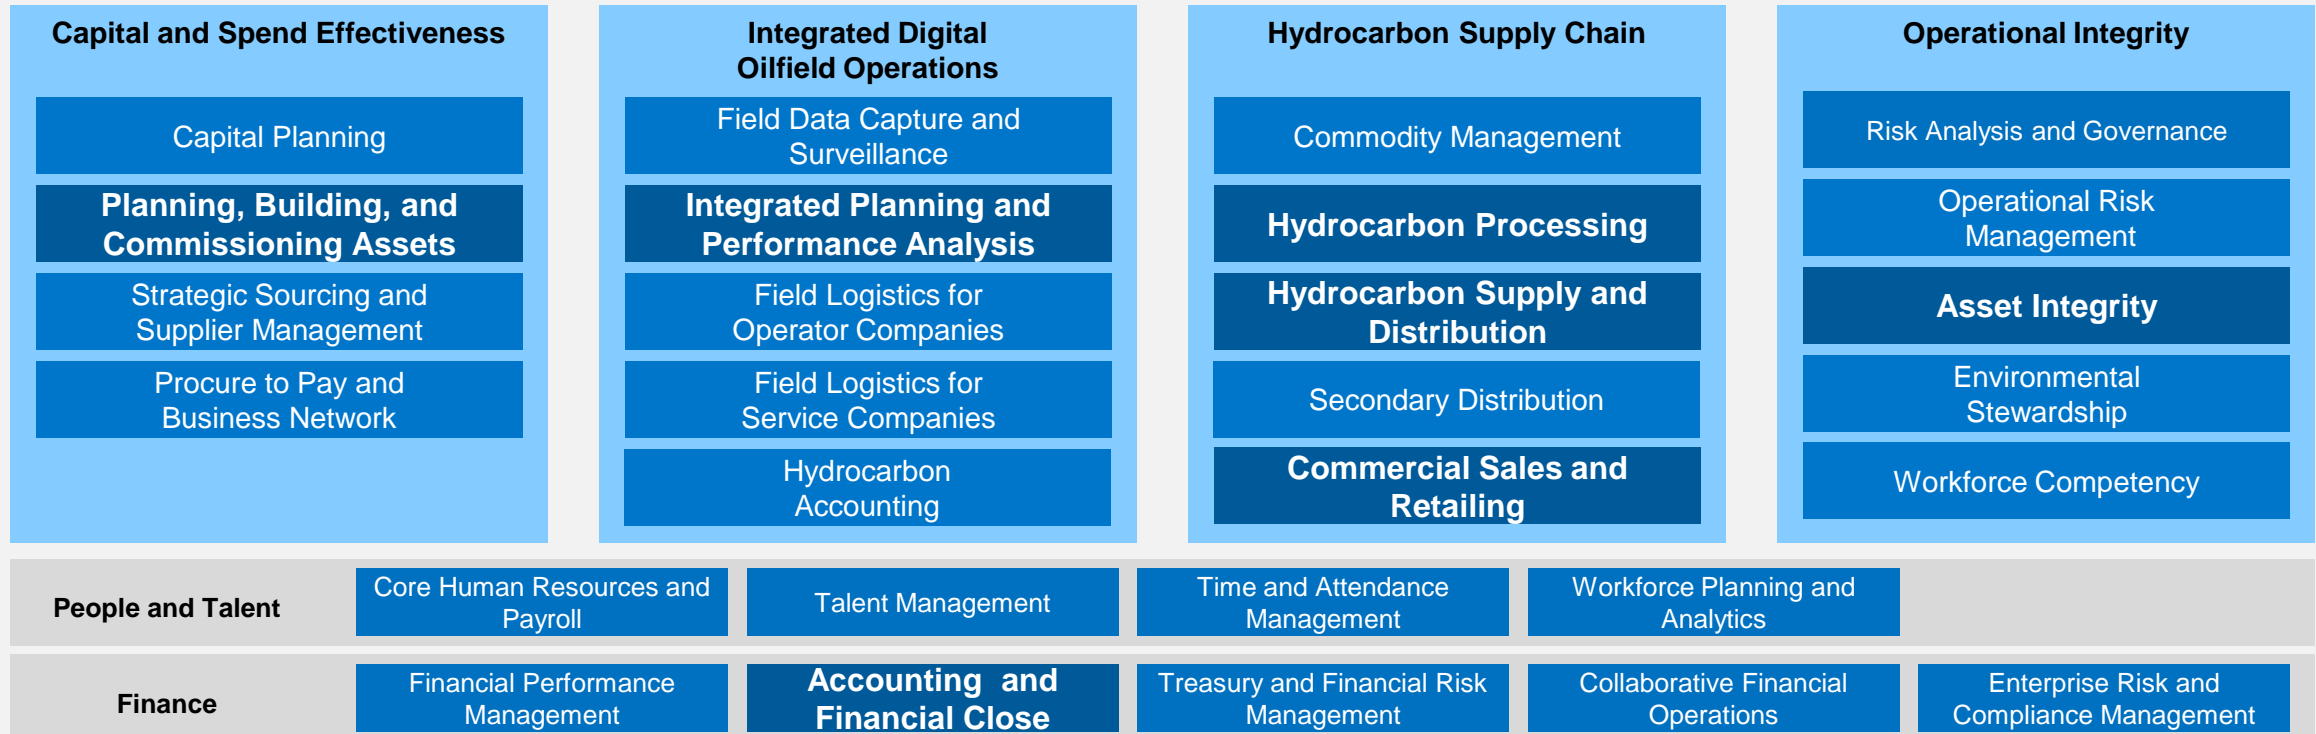 Capital and Spend Effectiveness
Capital Planning
Planning, Building, and
Commissioning Assets
Strategic Sourcing and
Supplier Management
Procure to Pay and
Business Network
Integrated Digital
Oilfield Operations
Field Data Capture and
Surveillance
Integrated Planning and
Performance Analysis
Field Logistics for
Operator Companies
Field Logistics for
Service Companies
Hydrocarbon
Accounting
Hydrocarbon Supply Chain
Commodity Management
Hydrocarbon Processing
Hydrocarbon Supply and
Distribution
Secondary Distribution
Commercial Sales and
Retailing
Operational Integrity
Risk Analysis and Governance
Operational Risk
Management
Asset Integrity
Environmental
Stewardship
Workforce Competency
People and Talent
Core Human Resources and
Payroll
Talent Management
Time and Attendance
Management
Workforce Planning and
Analytics
Finance
Financial Performance
Management
Accounting and
Financial Close
Treasury and Financial Risk
Management
Collaborative Financial
Operations
Enterprise Risk and
Compliance Management